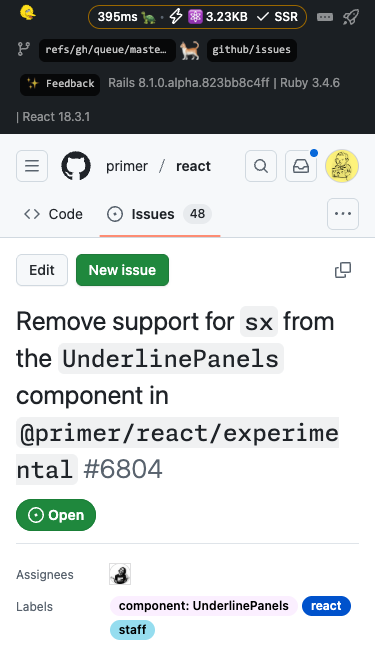 395ms · 3.23KB SSR
refs/gh/queue/maste… github/issues
Feedback Rails 8.1.0.alpha.823bb8c4ff | Ruby 3.4.6
| React 18.3.1
primer / react
Code Issues 48
Edit New issue
Remove support for sx from
the UnderlinePanels
component in
@primer/react/experime
ntal #6804
Open
Assignees
Labels component: UnderlinePanels react
staff